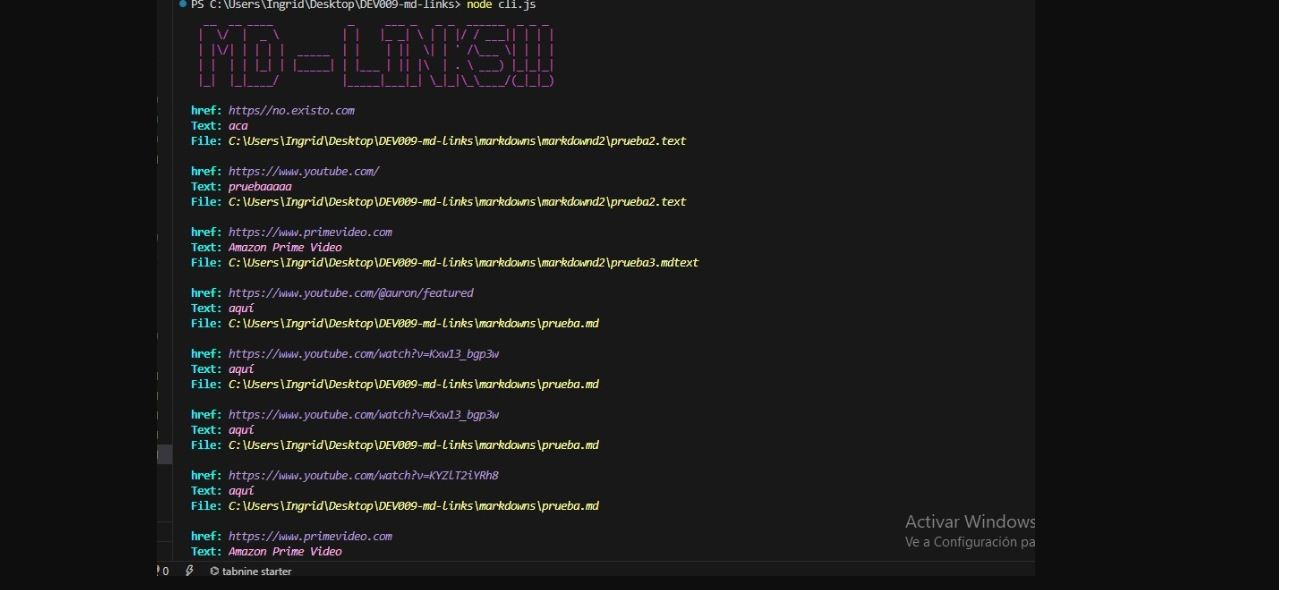 PS C:\Users\Ingrid\Desktop\DEV009-md-links> node cli.js
MD - LINKS!!!
href: https//no.existo.com
Text: aca
File: C:\Users\Ingrid\Desktop\DEV009-md-links\markdowns\markdownd2\prueba2.text
href: https://www.youtube.com/
Text: pruebaaaaa
File: C:\Users\Ingrid\Desktop\DEV009-md-links\markdowns\markdownd2\prueba2.text
href: https://www.primevideo.com
Text: Amazon Prime Video
File: C:\Users\Ingrid\Desktop\DEV009-md-links\markdowns\markdownd2\prueba3.mdtext
href: https://www.youtube.com/@auron/featured
Text: aquí
File: C:\Users\Ingrid\Desktop\DEV009-md-links\markdowns\prueba.md
href: https://www.youtube.com/watch?v=Kxw13_bgp3w
Text: aquí
File: C:\Users\Ingrid\Desktop\DEV009-md-links\markdowns\prueba.md
href: https://www.youtube.com/watch?v=Kxw13_bgp3w
Text: aquí
File: C:\Users\Ingrid\Desktop\DEV009-md-links\markdowns\prueba.md
href: https://www.youtube.com/watch?v=KYZlT2iYRh8
Text: aquí
File: C:\Users\Ingrid\Desktop\DEV009-md-links\markdowns\prueba.md
href: https://www.primevideo.com
Text: Amazon Prime Video
Activar Windows
Ve a Configuración pa
0 tabnine starter